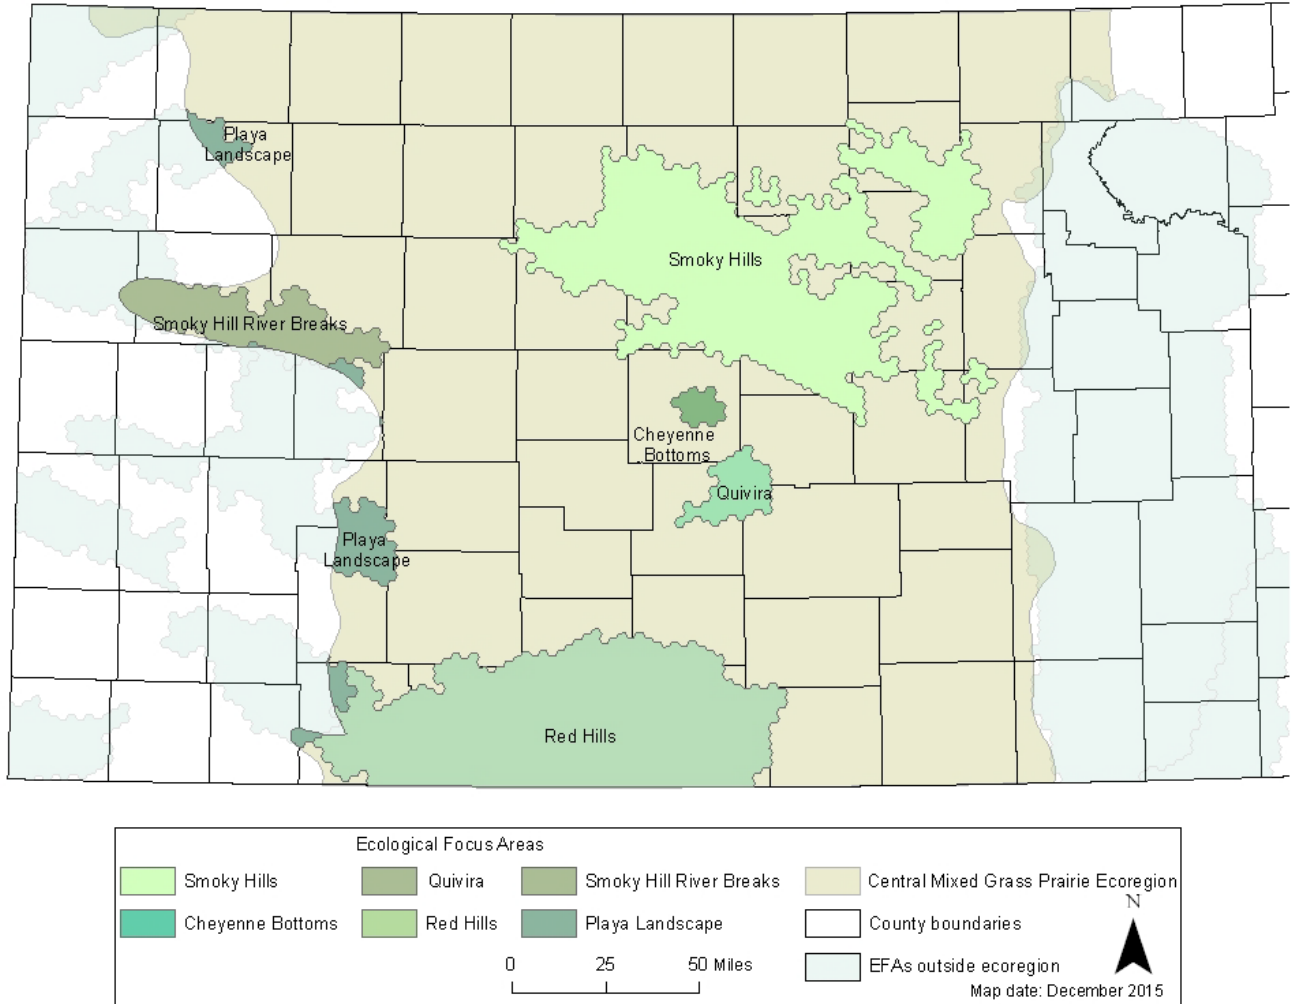 Playa
Landscape
Smoky Hills
Smoky Hill River Breaks
Cheyenne
Bottoms
Quivira
Playa
Landscape
Red Hills
Ecological Focus Areas
Smoky Hills
Quivira
Smoky Hill River Breaks
Central Mixed Grass Prairie Ecoregion
Cheyenne Bottoms
Red Hills
Playa Landscape
County boundaries
N
0 25 50 Miles
EFAs outside ecoregion
Map date: December 2015